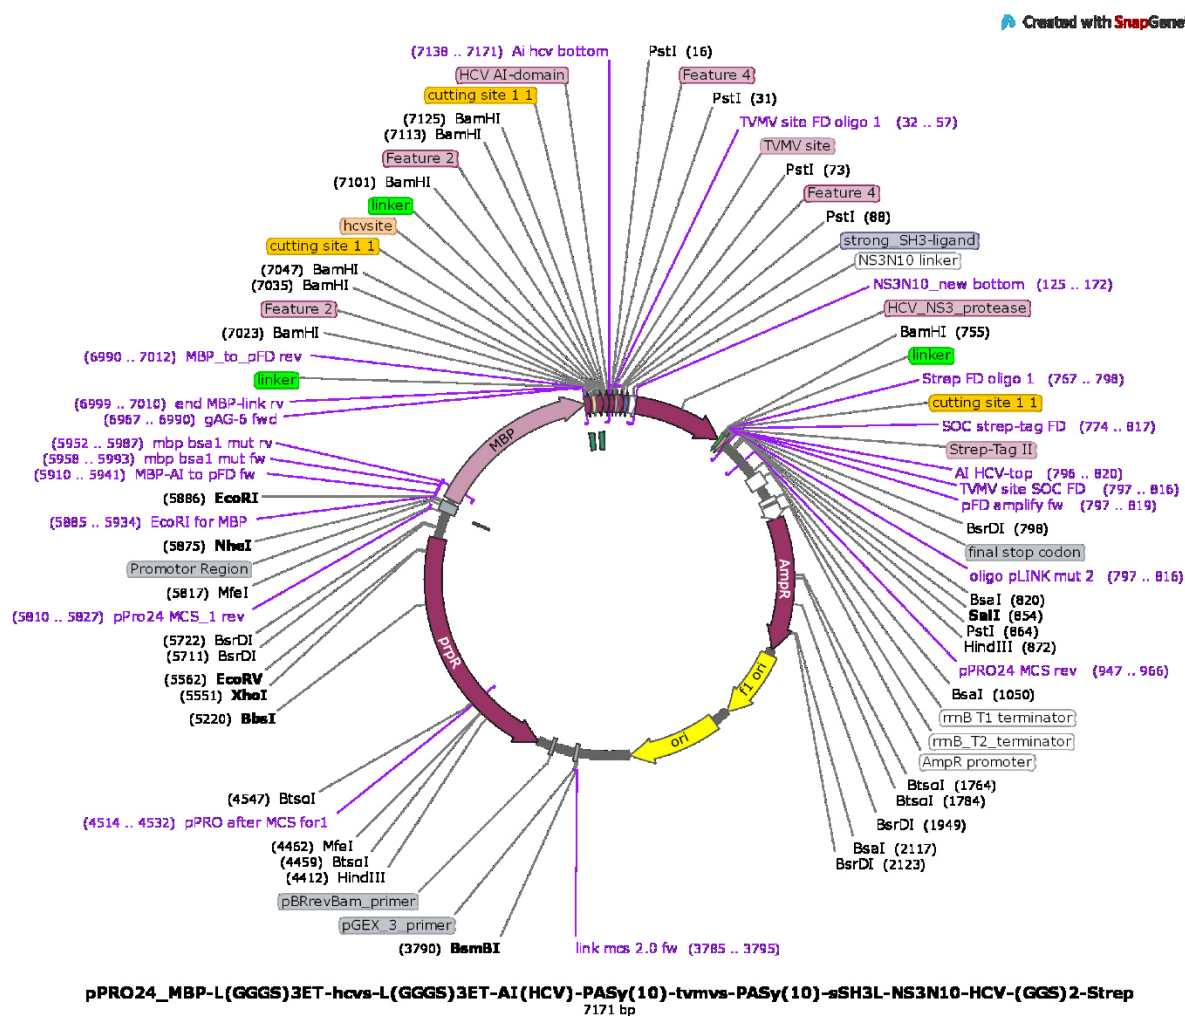 Created with SnapGene
(7138 .. 7171) Ai hcv bottom
HCV AI-domain
cutting site 1 1
(7125) BamHI
(7113) BamHI
Feature 2
(7101) BamHI
linker
hcvsite
cutting site 1 1
(7047) BamHI
(7035) BamHI
Feature 2
(7023) BamHI
(6990 .. 7012) MBP_to_pFD rev
linker
(6999 .. 7010) end MBP-link rv
(6967 .. 6990) gAG-6 fwd
(5952 .. 5987) mbp bsa1 mut rv
(5958 .. 5993) mbp bsa1 mut fw
(5910 .. 5941) MBP-AI to pFD fw
(5886) EcoRI
(5885 .. 5934) EcoRI for MBP
(5875) NheI
Promotor Region
(5817) MfeI
(5810 .. 5827) pPro24 MCS_1 rev
(5722) BsrDI
(5711) BsrDI
(5562) EcoRV
(5551) XhoI
(5220) BbsI
(4547) BtsαI
(4514 .. 4532) pPRO after MCS for1
(4462) MfeI
(4459) BtsαI
(4412) HindIII
pBRrevBam_primer
pGEX_3_primer
(3790) BsmBI
link mcs 2.0 fw (3785 .. 3795)
PstI (16)
Feature 4
PstI (31)
TVMV site FD oligo 1 (32 .. 57)
TVMV site
PstI (73)
Feature 4
PstI (88)
strong_SH3-ligand
NS3N10 linker
NS3N10_new bottom (125 .. 172)
HCV_NS3_protease
BamHI (755)
linker
Strep FD oligo 1 (767 .. 798)
cutting site 1 1
SOC strep-tag FD (774 .. 817)
Strep-Tag II
AI HCV-top (796 .. 820)
TVMV site SOC FD (797 .. 816)
pFD amplify fw (797 .. 819)
BsrDI (798)
final stop codon
oligo pLINK mut 2 (797 .. 816)
BsaI (820)
SalI (854)
PstI (864)
HindIII (872)
pPRO24 MCS rev (947 .. 966)
BsaI (1050)
rrnB T1 terminator
rrnB_T2_terminator
AmpR promoter
BtsαI (1764)
BtsαI (1784)
BsrDI (1949)
BsaI (2117)
BsrDI (2123)
MBP
AmpR
f1 ori
ori
prpR
pPRO24_MBP-L(GGGS)3ET-hcvs-L(GGGS)3ET-AI(HCV)-PASy(10)-tvmvs-PASy(10)-sSH3L-NS3N10-HCV-(GGS)2-Strep
7171 bp